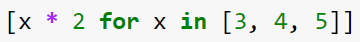 [x * 2 for x in [3, 4, 5]]